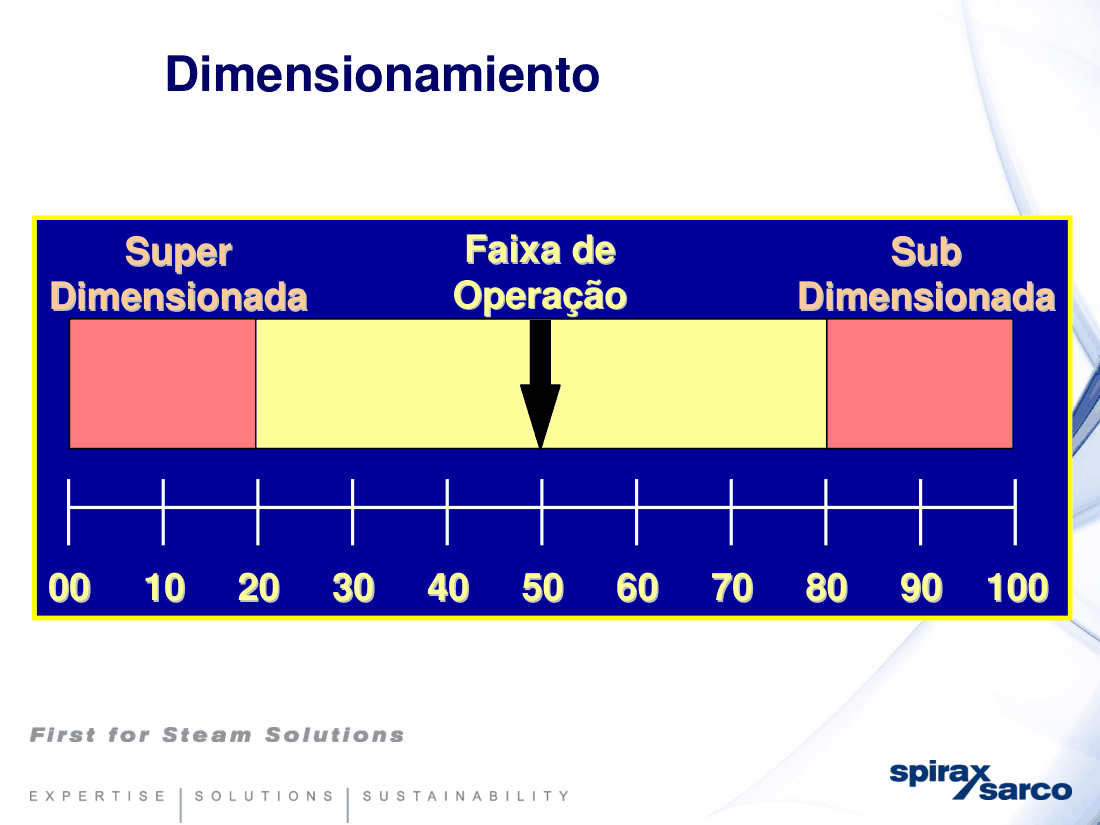 Dimensionamiento
Super
Dimensionada
Faixa de
Operação
Sub
Dimensionada
00 10 20 30 40 50 60 70 80 90 100
First for Steam Solutions
EXPERTISE SOLUTIONS SUSTAINABILITY
spirax
sarco